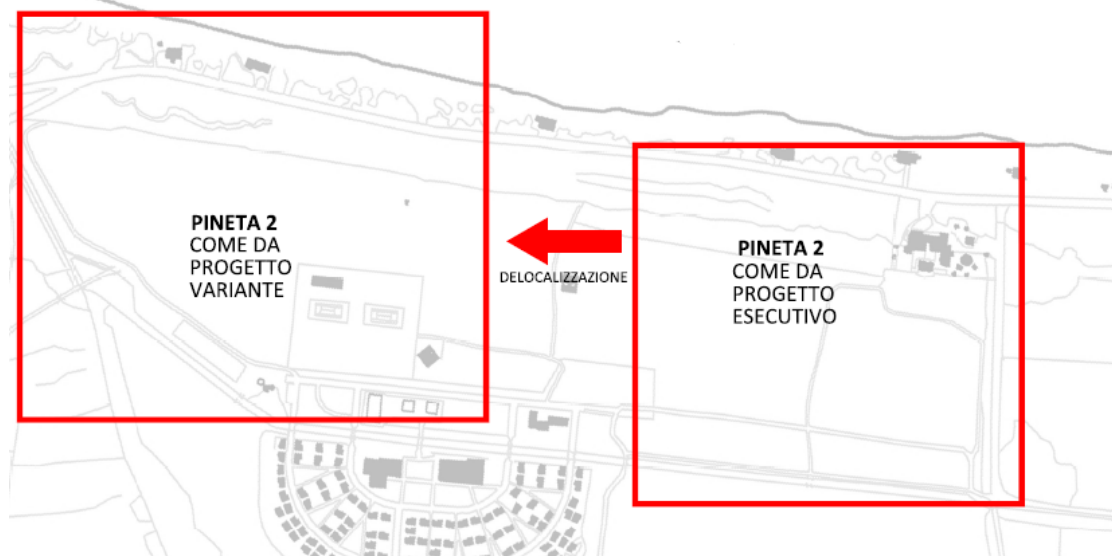 PINETA 2
COME DA
PROGETTO
VARIANTE
DELOCALIZZAZIONE
PINETA 2
COME DA
PROGETTO
ESECUTIVO